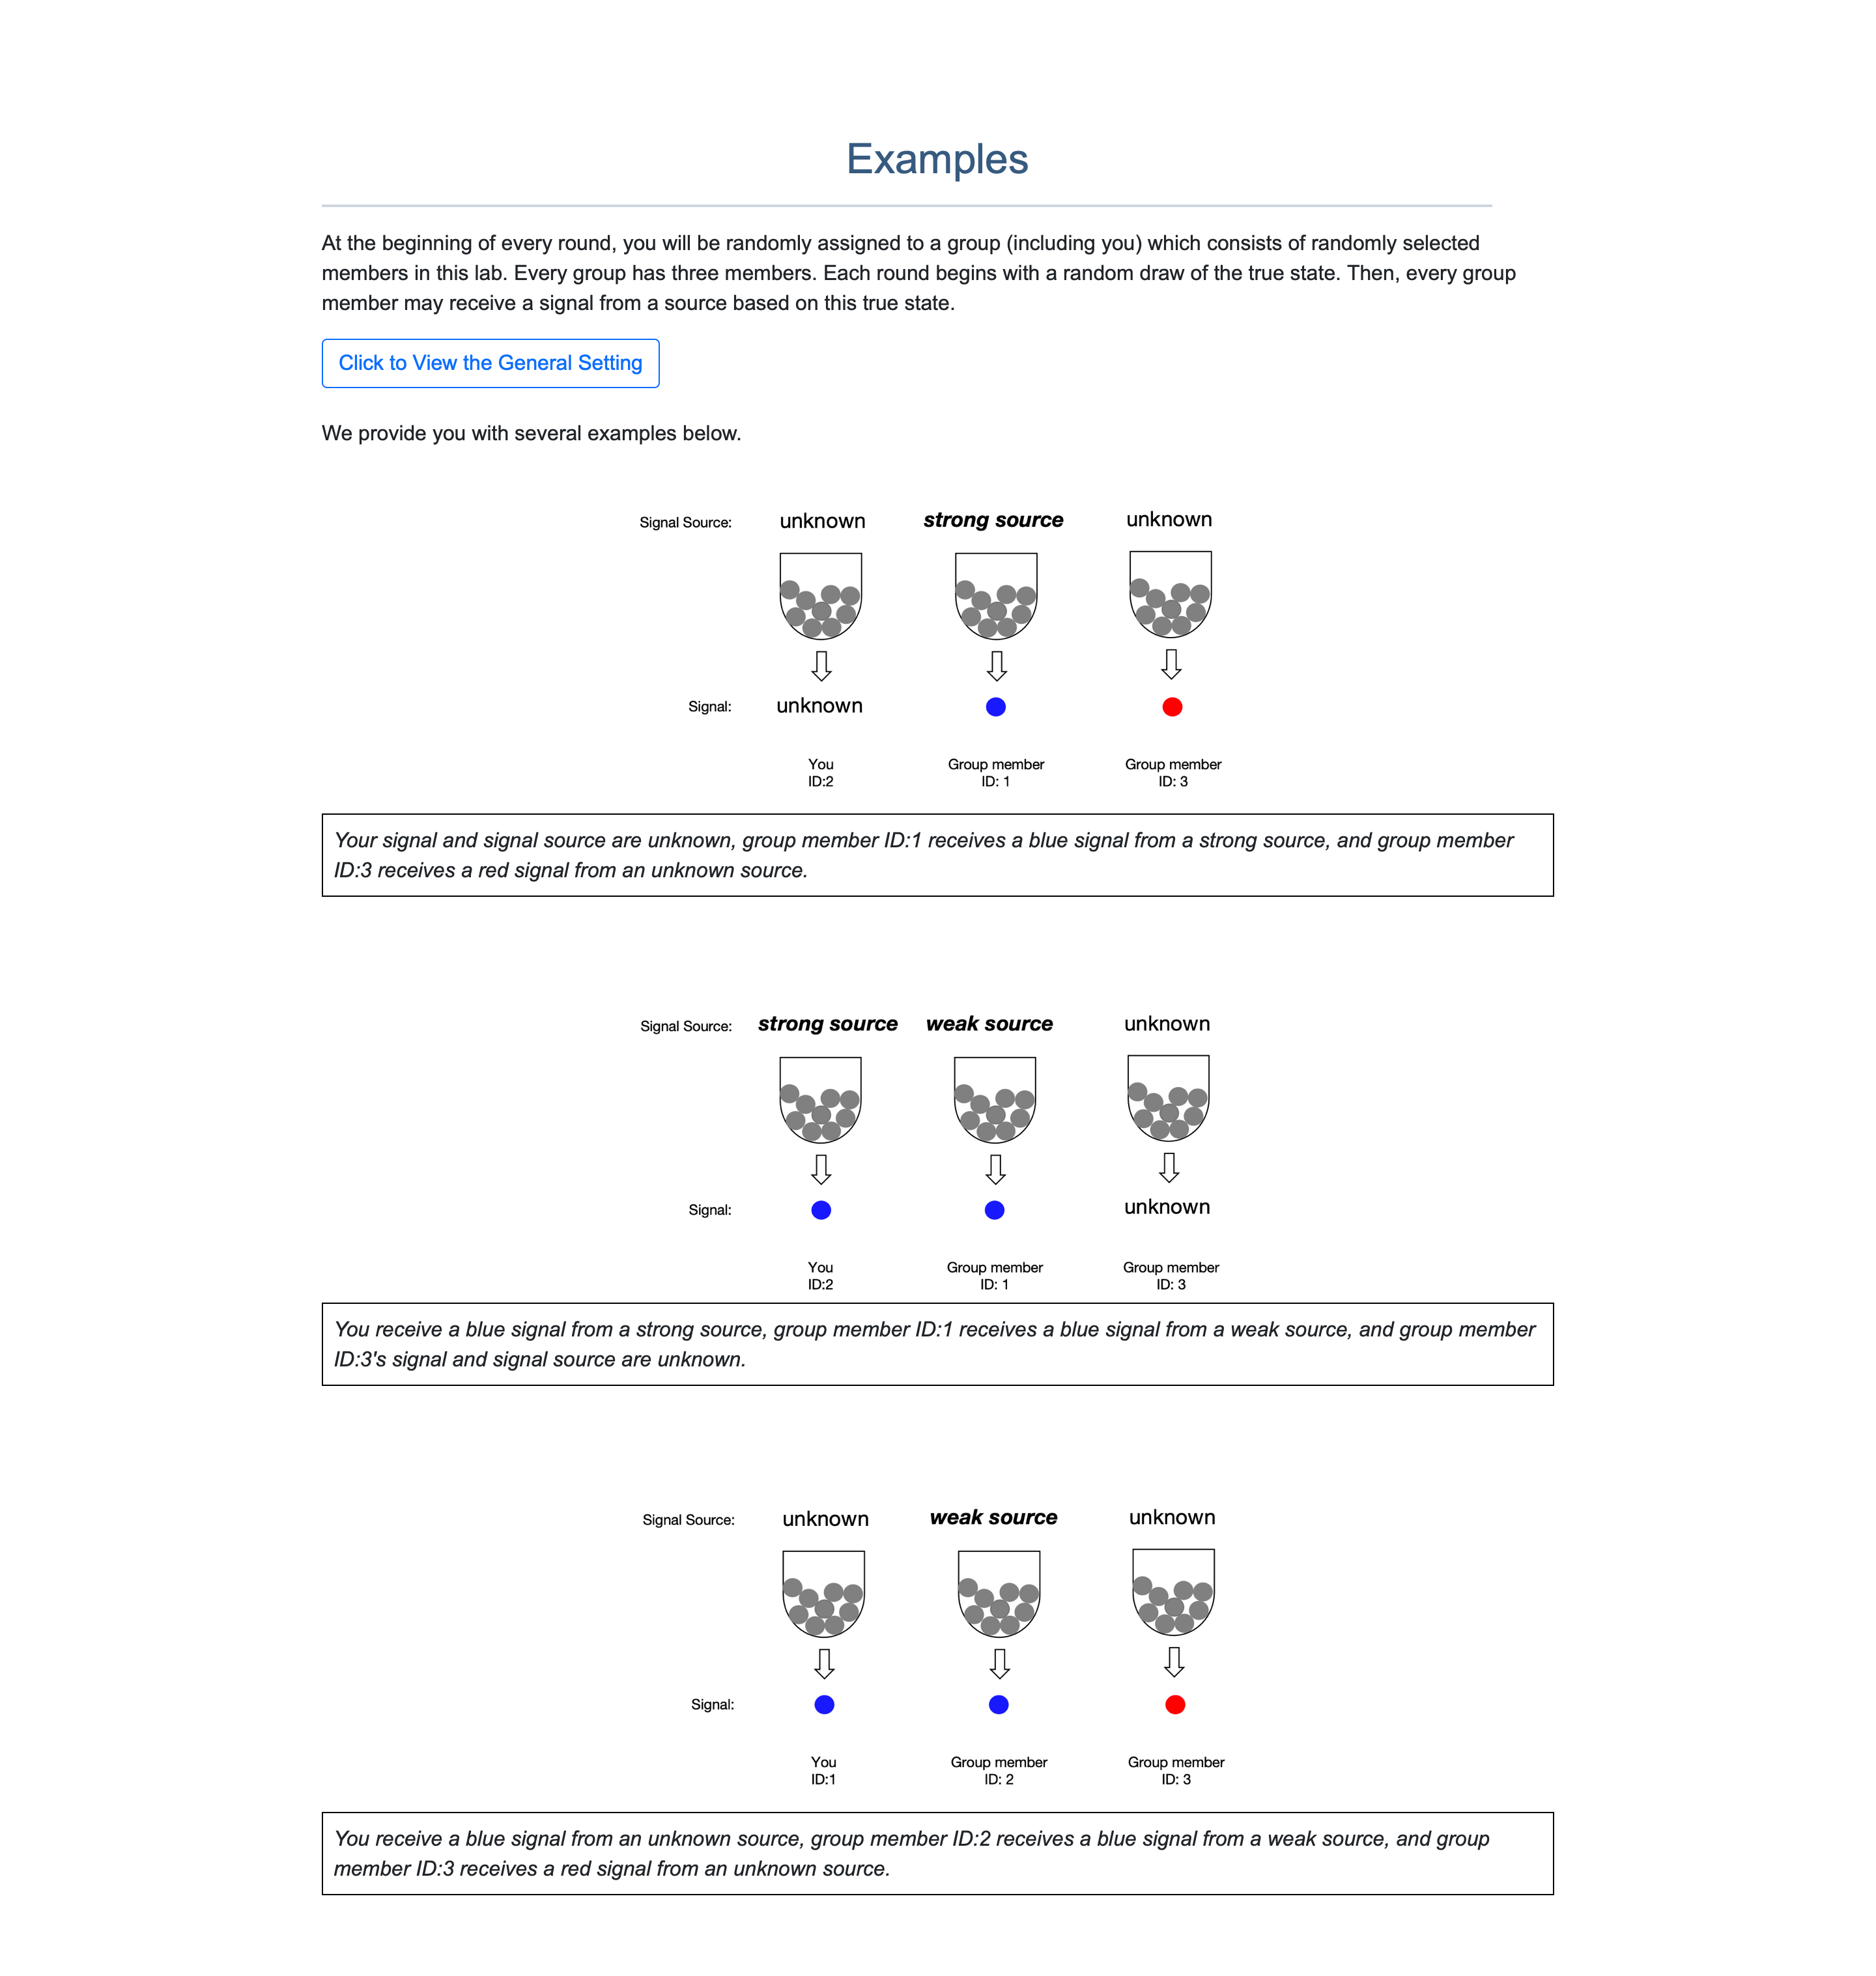 Examples
At the beginning of every round, you will be randomly assigned to a group (including you) which consists of randomly selected
members in this lab. Every group has three members. Each round begins with a random draw of the true state. Then, every group
member may receive a signal from a source based on this true state.
Click to View the General Setting
We provide you with several examples below.
Signal Source: unknown strong source unknown
Signal: unknown
You Group member Group member
ID:2 ID: 1 ID: 3
Your signal and signal source are unknown, group member ID:1 receives a blue signal from a strong source, and group member
ID:3 receives a red signal from an unknown source.
Signal Source: strong source weak source unknown
Signal: unknown
You Group member Group member
ID:2 ID: 1 ID: 3
You receive a blue signal from a strong source, group member ID:1 receives a blue signal from a weak source, and group member
ID:3's signal and signal source are unknown.
Signal Source: unknown weak source unknown
Signal:
You Group member Group member
ID:1 ID: 2 ID: 3
You receive a blue signal from an unknown source, group member ID:2 receives a blue signal from a weak source, and group
member ID:3 receives a red signal from an unknown source.